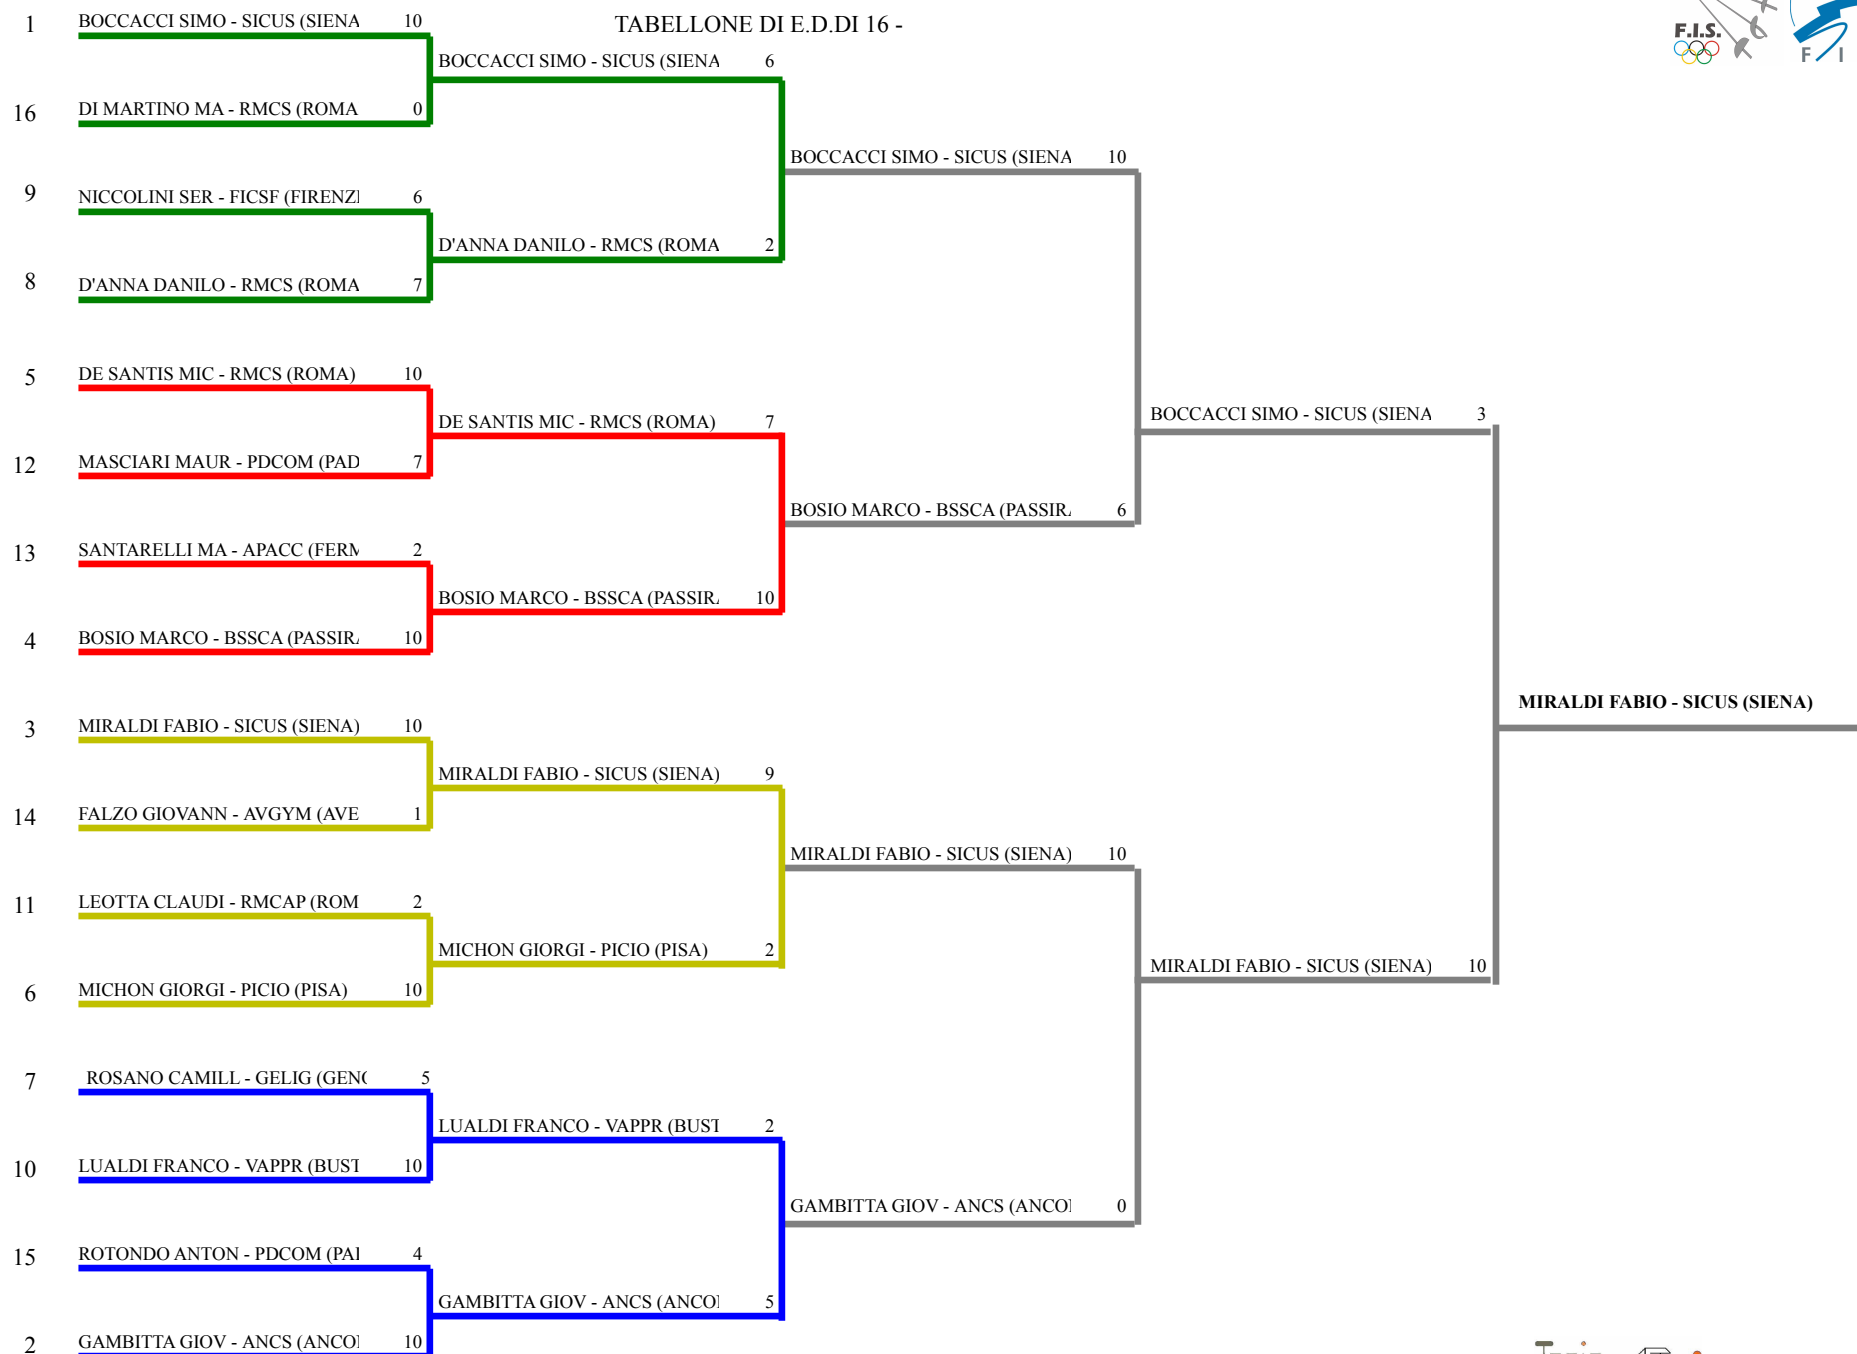 TABELLONE DI E.D.DI 16 -
F.I.S.
F I
1 BOCCACCI SIMO - SICUS (SIENA 10
BOCCACCI SIMO - SICUS (SIENA 6
16 DI MARTINO MA - RMCS (ROMA 0
BOCCACCI SIMO - SICUS (SIENA 10
9 NICCOLINI SER - FICSF (FIRENZI 6
D'ANNA DANILO - RMCS (ROMA 2
8 D'ANNA DANILO - RMCS (ROMA 7
5 DE SANTIS MIC - RMCS (ROMA) 10
BOCCACCI SIMO - SICUS (SIENA 3
DE SANTIS MIC - RMCS (ROMA) 7
12 MASCIARI MAUR - PDCOM (PAD 7
BOSIO MARCO - BSSCA (PASSIRA 6
13 SANTARELLI MA - APACC (FERM 2
BOSIO MARCO - BSSCA (PASSIRA 10
4 BOSIO MARCO - BSSCA (PASSIRA 10
MIRALDI FABIO - SICUS (SIENA)
3 MIRALDI FABIO - SICUS (SIENA) 10
MIRALDI FABIO - SICUS (SIENA) 9
14 FALZO GIOVANN - AVGYM (AVE 1
MIRALDI FABIO - SICUS (SIENA) 10
11 LEOTTA CLAUDI - RMCAP (ROM 2
MICHON GIORGI - PICIO (PISA) 2
MIRALDI FABIO - SICUS (SIENA) 10
6 MICHON GIORGI - PICIO (PISA) 10
7 ROSANO CAMILL - GELIG (GENO 5
LUALDI FRANCO - VAPPR (BUST 2
10 LUALDI FRANCO - VAPPR (BUST 10
GAMBITTA GIOV - ANCS (ANCO 0
15 ROTONDO ANTON - PDCOM (PA 4
GAMBITTA GIOV - ANCS (ANCO 5
2 GAMBITTA GIOV - ANCS (ANCO 10